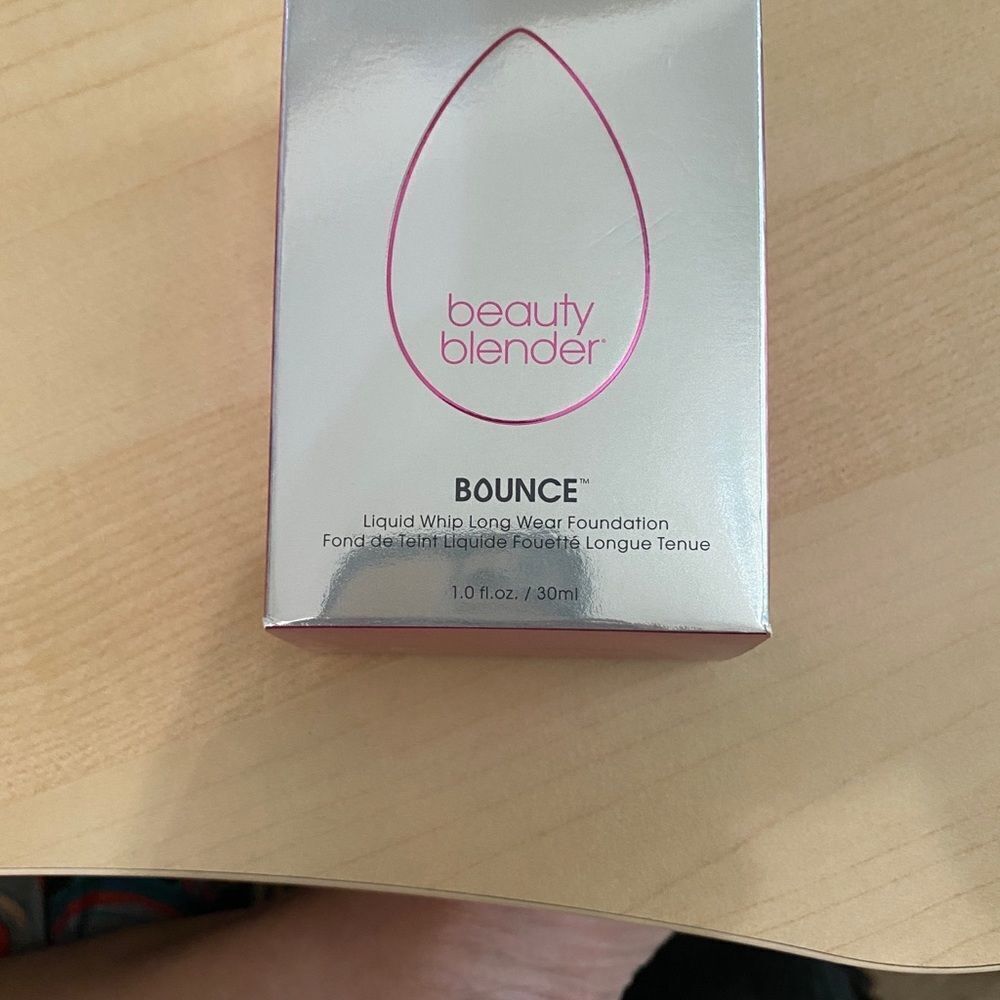 beauty
blender®
BOUNCE™
Liquid Whip Long Wear Foundation
Fond de Teint Liquide Fouetté Longue Tenue
1.0 fl.oz. / 30ml